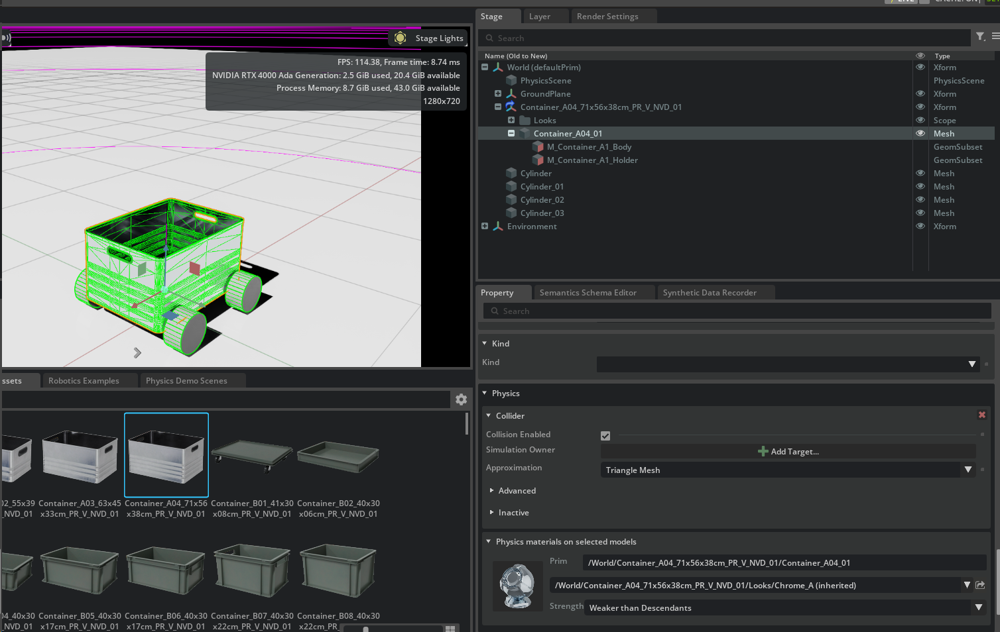 Stage
Layer
Render Settings
Search
Stage Lights
FPS: 114.38, Frame time: 8.74 ms
NVIDIA RTX 4000 Ada Generation: 2.5 GiB used, 20.4 GiB available
Process Memory: 8.7 GiB used, 43.0 GiB available
1280x720
Name (Old to New)
Type
World (defaultPrim)
Xform
PhysicsScene
PhysicsScene
GroundPlane
Xform
Container_A04_71x56x38cm_PR_V_NVD_01
Xform
Looks
Scope
Container_A04_01
Mesh
M_Container_A1_Body
GeomSubset
M_Container_A1_Holder
GeomSubset
Cylinder
Mesh
Cylinder_01
Mesh
Cylinder_02
Mesh
Cylinder_03
Mesh
Environment
Xform
Property
Semantics Schema Editor
Synthetic Data Recorder
Search
Kind
Kind
Physics
Collider
Collision Enabled
Simulation Owner
Add Target...
Approximation
Triangle Mesh
Advanced
Inactive
Physics materials on selected models
Prim
/World/Container_A04_71x56x38cm_PR_V_NVD_01/Container_A04_01
/World/Container_A04_71x56x38cm_PR_V_NVD_01/Looks/Chrome_A (inherited)
Strength
Weaker than Descendants
ssets
Robotics Examples
Physics Demo Scenes
02_55x39
_NVD_01
Container_A03_63x45
x33cm_PR_V_NVD_01
Container_A04_71x56
x38cm_PR_V_NVD_01
Container_B01_41x30
x08cm_PR_V_NVD_01
Container_B02_40x30
x06cm_PR_V_NVD_01
04_40x30
_NVD_01
Container_B05_40x30
x17cm_PR_V_NVD_01
Container_B06_40x30
x17cm_PR_V_NVD_01
Container_B07_40x30
x22cm_PR_V_NVD_01
Container_B08_40x30
x22cm_PR_